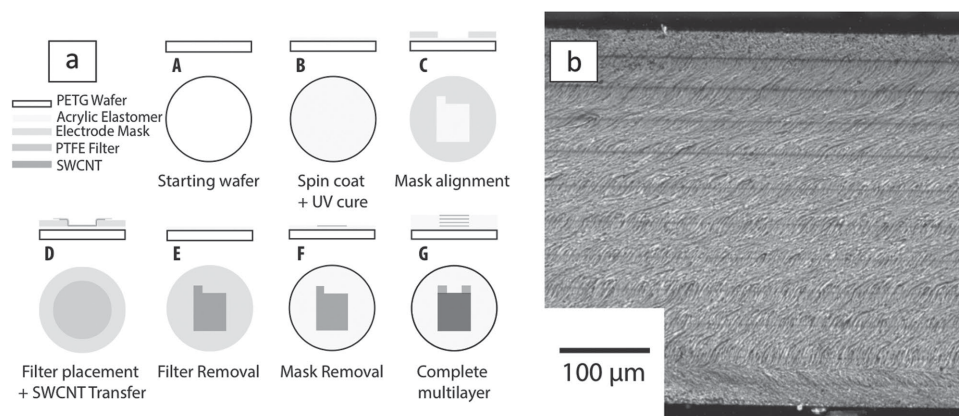 a
PETG Wafer
Acrylic Elastomer
Electrode Mask
PTFE Filter
SWCNT
A
B
C
Starting wafer
Spin coat
+ UV cure
Mask alignment
D
E
F
G
Filter placement
+ SWCNT Transfer
Filter Removal
Mask Removal
Complete
multilayer
b
100 μm